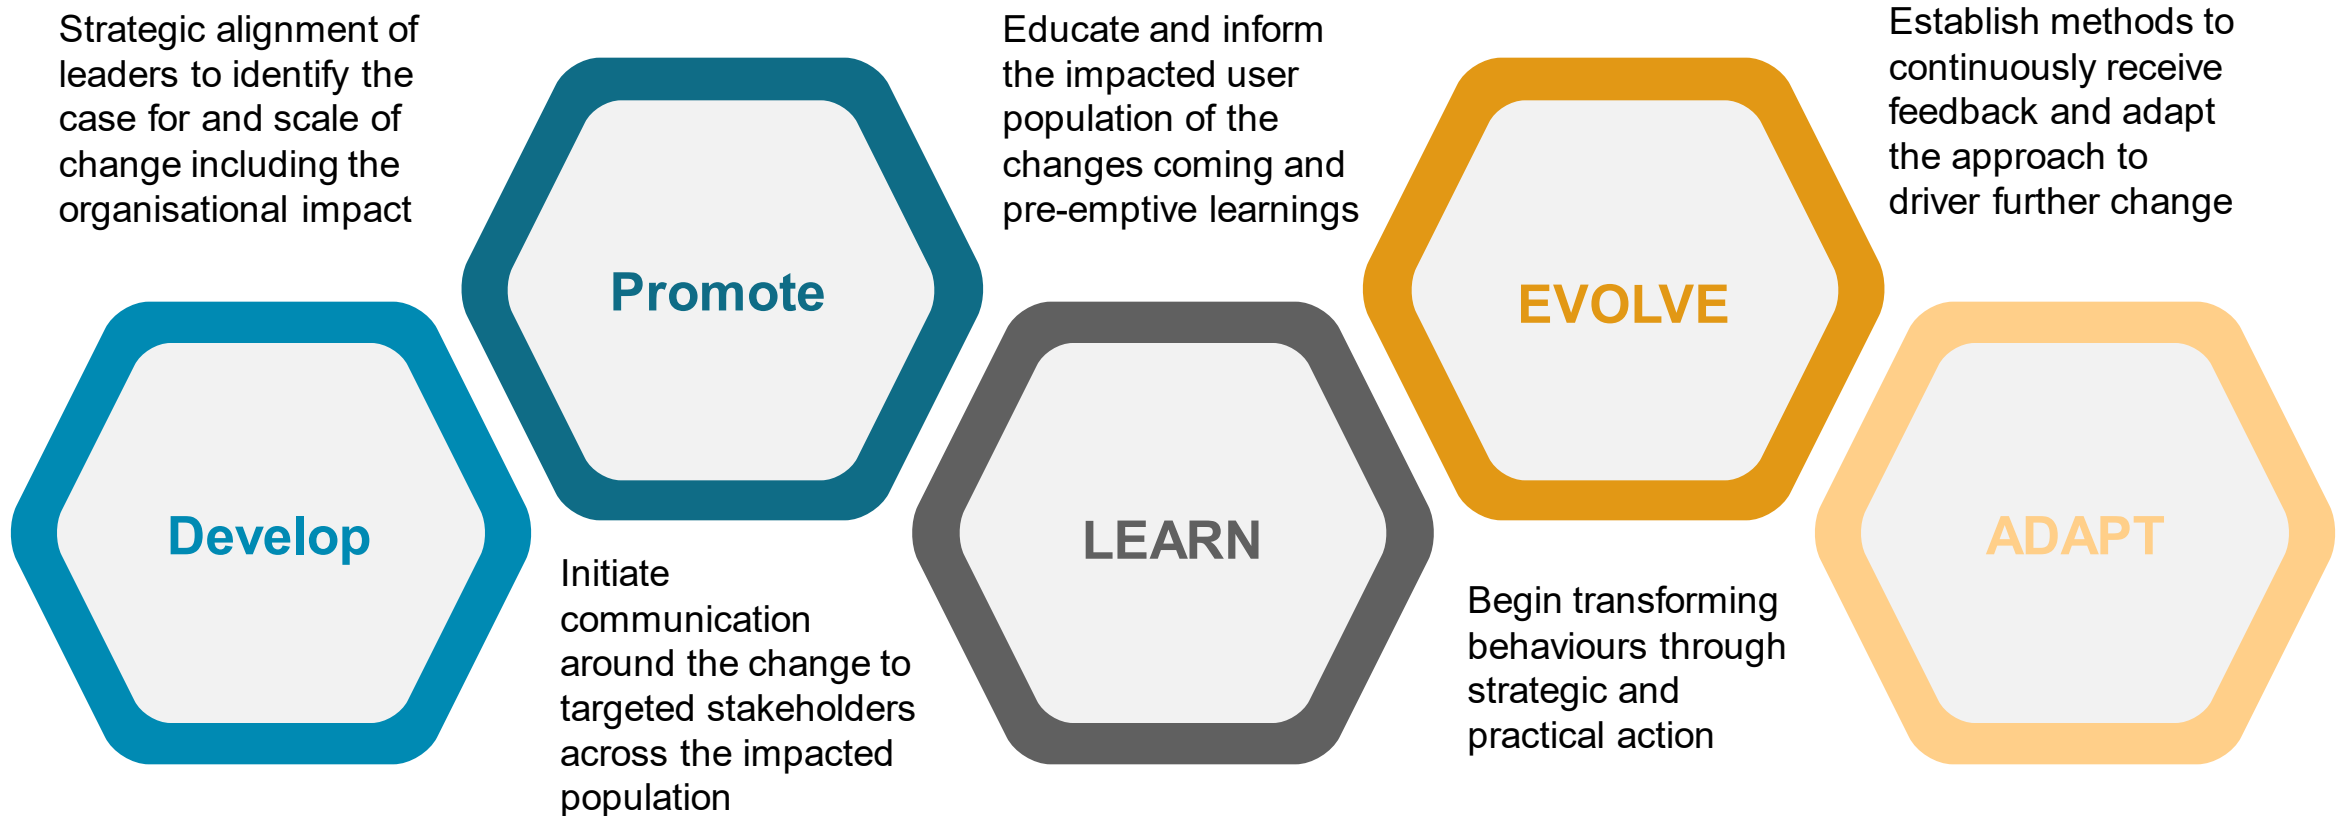 Strategic alignment of
leaders to identify the
case for and scale of
change including the
organisational impact
Develop
Promote
Initiate
communication
around the change to
targeted stakeholders
across the impacted
population
Educate and inform
the impacted user
population of the
changes coming and
pre-emptive learnings
LEARN
EVOLVE
Begin transforming
behaviours through
strategic and
practical action
Establish methods to
continuously receive
feedback and adapt
the approach to
driver further change
ADAPT